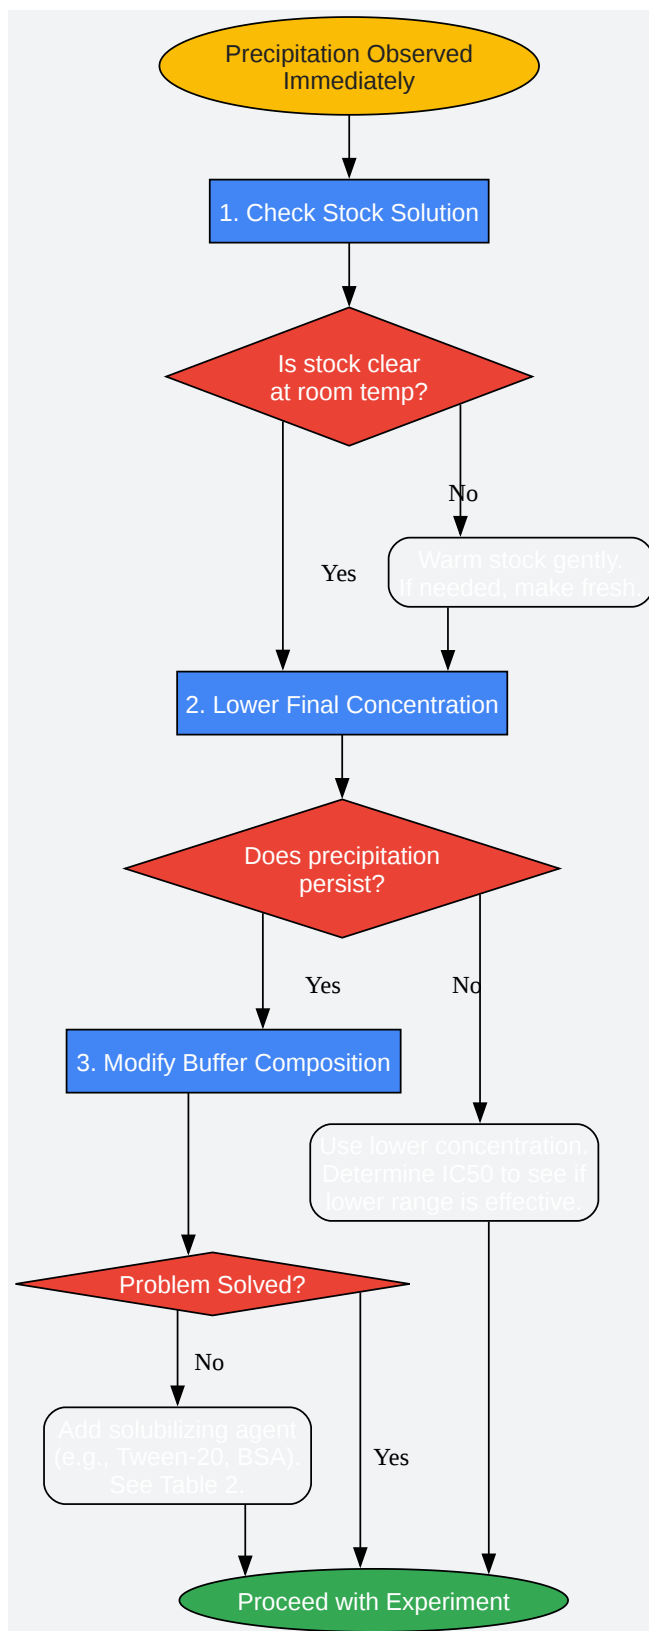 Precipitation Observed
Immediately
1. Check Stock Solution
Is stock clear
at room temp?
No
Yes
Warm stock gently.
If needed, make fresh.
2. Lower Final Concentration
Does precipitation
persist?
Yes
No
3. Modify Buffer Composition
Use lower concentration.
Determine IC50 to see if
lower range is effective.
Problem Solved?
No
Add solubilizing agent
(e.g., Tween-20, BSA).
See Table 2.
Yes
Proceed with Experiment